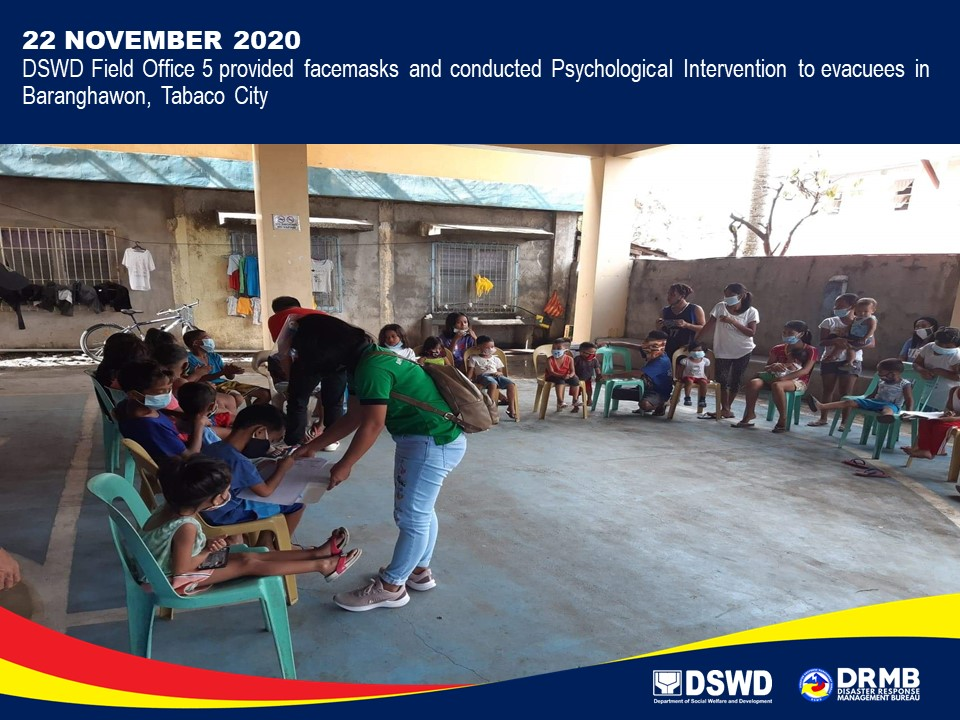 22 NOVEMBER 2020
DSWD Field Office 5 provided facemasks and conducted Psychological Intervention to evacuees in
Baranghawon, Tabaco City
DSWD
Department of Social Welfare and Development
DRMB
DISASTER RESPONSE
MANAGEMENT BUREAU